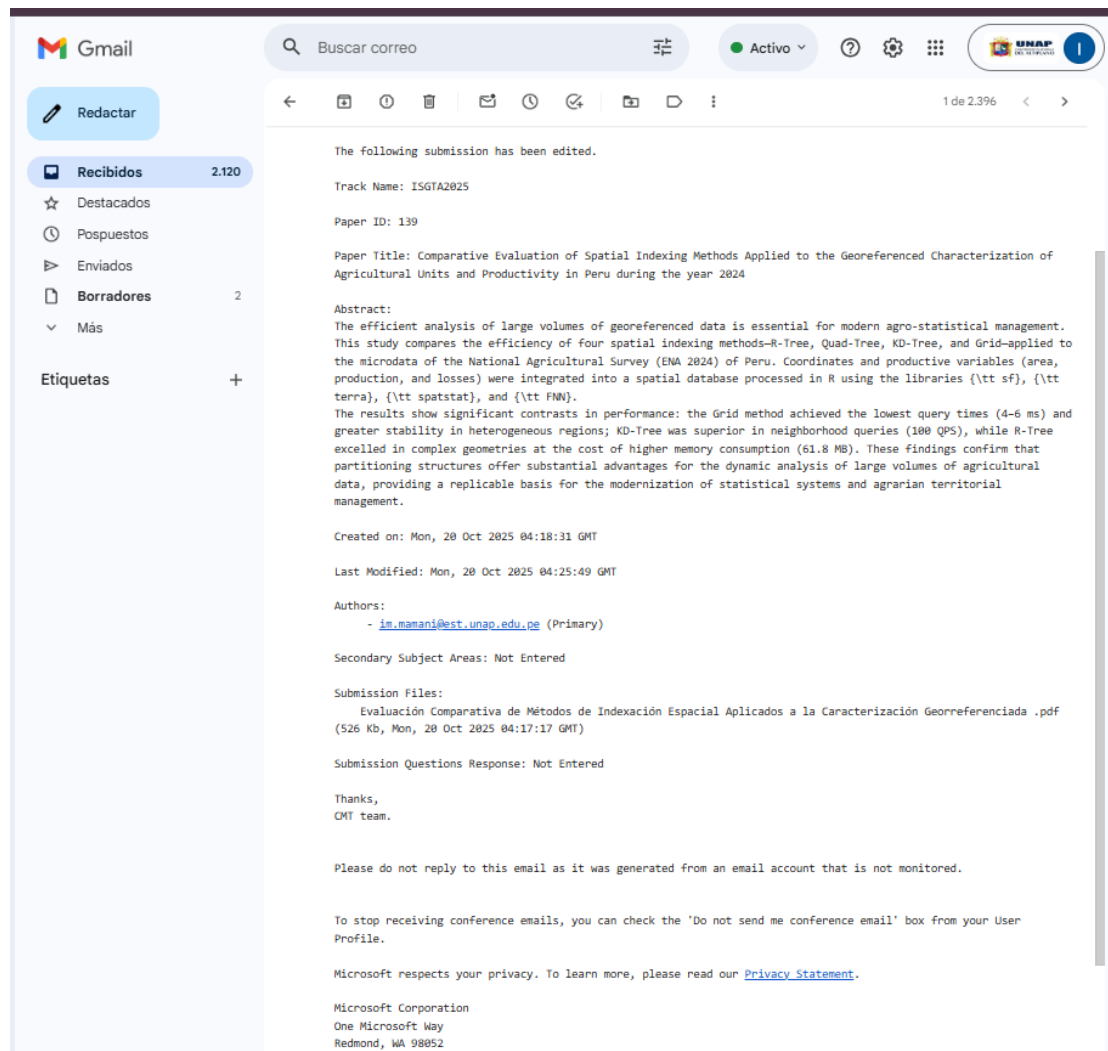 Gmail
Buscar correo
Activo
UNAP
I
Redactar
1 de 2.396
Recibidos 2.120
Destacados
Pospuestos
Enviados
Borradores 2
Más
Etiquetas
The following submission has been edited.
Track Name: ISGTA2025
Paper ID: 139
Paper Title: Comparative Evaluation of Spatial Indexing Methods Applied to the Georeferenced Characterization of
Agricultural Units and Productivity in Peru during the year 2024
Abstract:
The efficient analysis of large volumes of georeferenced data is essential for modern agro-statistical management.
This study compares the efficiency of four spatial indexing methods—R-Tree, Quad-Tree, KD-Tree, and Grid—applied to
the microdata of the National Agricultural Survey (ENA 2024) of Peru. Coordinates and productive variables (area,
production, and losses) were integrated into a spatial database processed in R using the libraries {\tt sf}, {\tt
terra}, {\tt spatstat}, and {\tt FNN}.
The results show significant contrasts in performance: the Grid method achieved the lowest query times (4–6 ms) and
greater stability in heterogeneous regions; KD-Tree was superior in neighborhood queries (100 QPS), while R-Tree
excelled in complex geometries at the cost of higher memory consumption (61.8 MB). These findings confirm that
partitioning structures offer substantial advantages for the dynamic analysis of large volumes of agricultural
data, providing a replicable basis for the modernization of statistical systems and agrarian territorial
management.
Created on: Mon, 20 Oct 2025 04:18:31 GMT
Last Modified: Mon, 20 Oct 2025 04:25:49 GMT
Authors:
- im.mamani@est.unap.edu.pe (Primary)
Secondary Subject Areas: Not Entered
Submission Files:
Evaluación Comparativa de Métodos de Indexación Espacial Aplicados a la Caracterización Georreferenciada .pdf
(526 Kb, Mon, 20 Oct 2025 04:17:17 GMT)
Submission Questions Response: Not Entered
Thanks,
CMT team.
Please do not reply to this email as it was generated from an email account that is not monitored.
To stop receiving conference emails, you can check the 'Do not send me conference email' box from your User
Profile.
Microsoft respects your privacy. To learn more, please read our Privacy Statement.
Microsoft Corporation
One Microsoft Way
Redmond, WA 98052